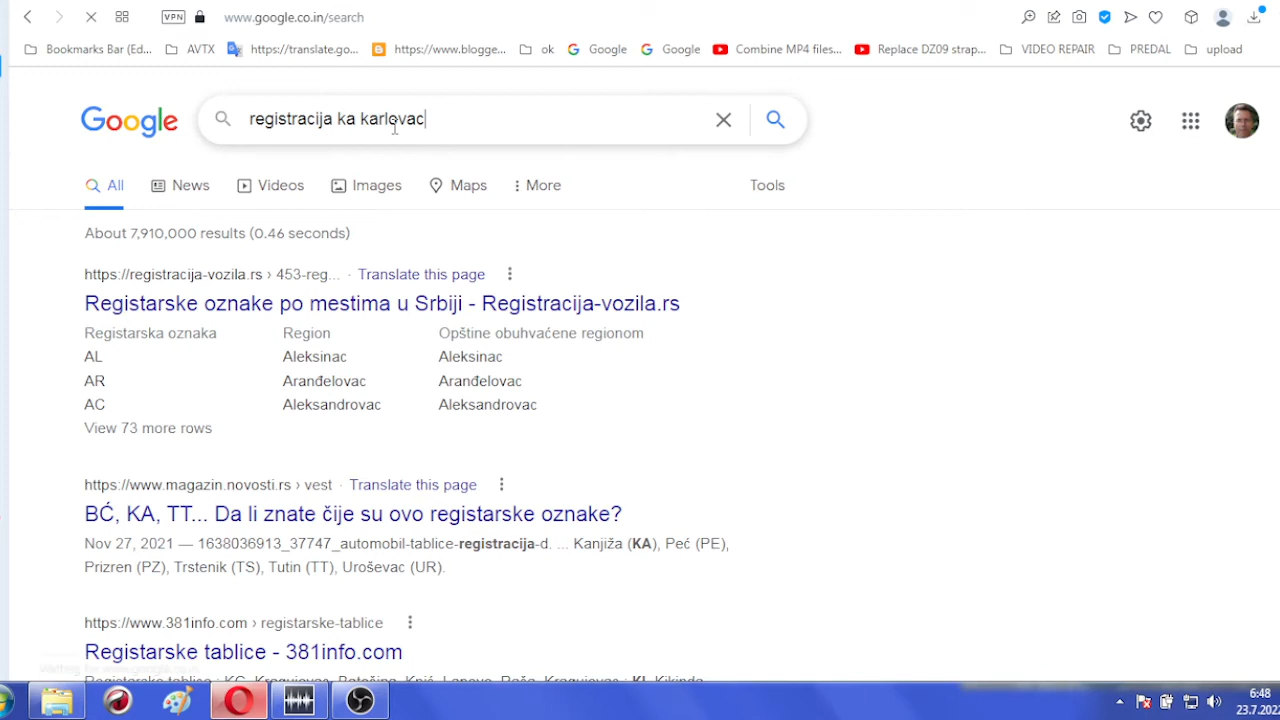 VPN www.google.co.in/search
Bookmarks Bar (Ed... AVTX https://translate.go... https://www.blogge... ok Google Google Combine MP4 files... Replace DZ09 strap... VIDEO REPAIR PREDAL upload
Google registracija ka karlovac
All News Videos Images Maps More Tools
About 7,910,000 results (0.46 seconds)
https://registracija-vozila.rs › 453-reg... · Translate this page
Registarske oznake po mestima u Srbiji - Registracija-vozila.rs
Registarska oznaka Region Opštine obuhvaćene regionom
AL Aleksinac Aleksinac
AR Aranđelovac Aranđelovac
AC Aleksandrovac Aleksandrovac
View 73 more rows
https://www.magazin.novosti.rs › vest · Translate this page
BĆ, KA, TT... Da li znate čije su ovo registarske oznake?
Nov 27, 2021 — 1638036913_37747_automobil-tablice-registracija-d. ... Kanjiža (KA), Peć (PE),
Prizren (PZ), Trstenik (TS), Tutin (TT), Uroševac (UR).
https://www.381info.com › registarske-tablice
Registarske tablice - 381info.com
6:48
23.7.202